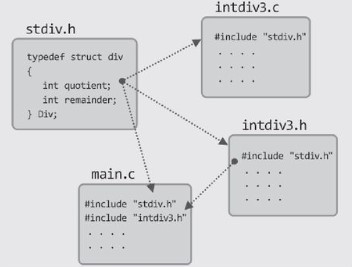 stdiv.h
typedef struct div
{
int quotient;
int remainder;
} Div;
intdiv3.c
#include "stdiv.h"
. . . .
. . . .
. . . .
intdiv3.h
#include "stdiv.h"
. . . .
. . . .
. . . .
main.c
#include "stdiv.h"
#include "intdiv3.h"
. . . .
. . . .